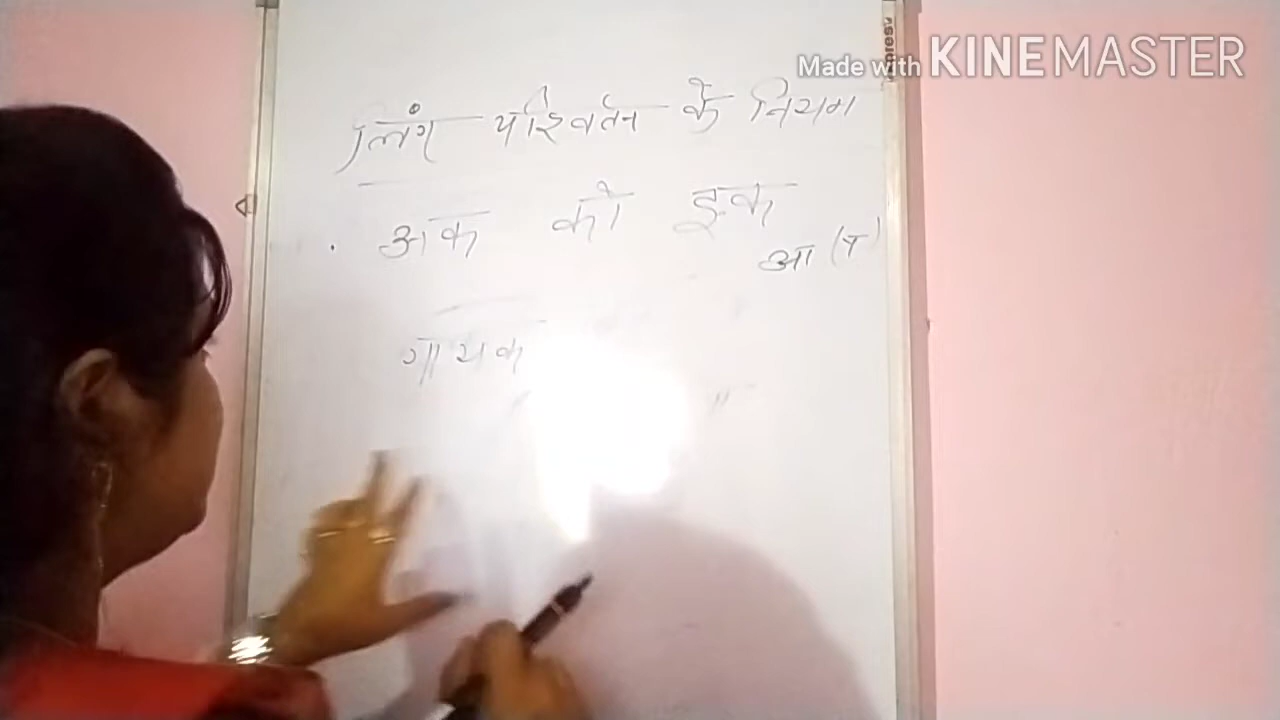 Made with KINEMASTER
लिंग परिवर्तन के नियम
अक को इक
आ (ा)
गायक